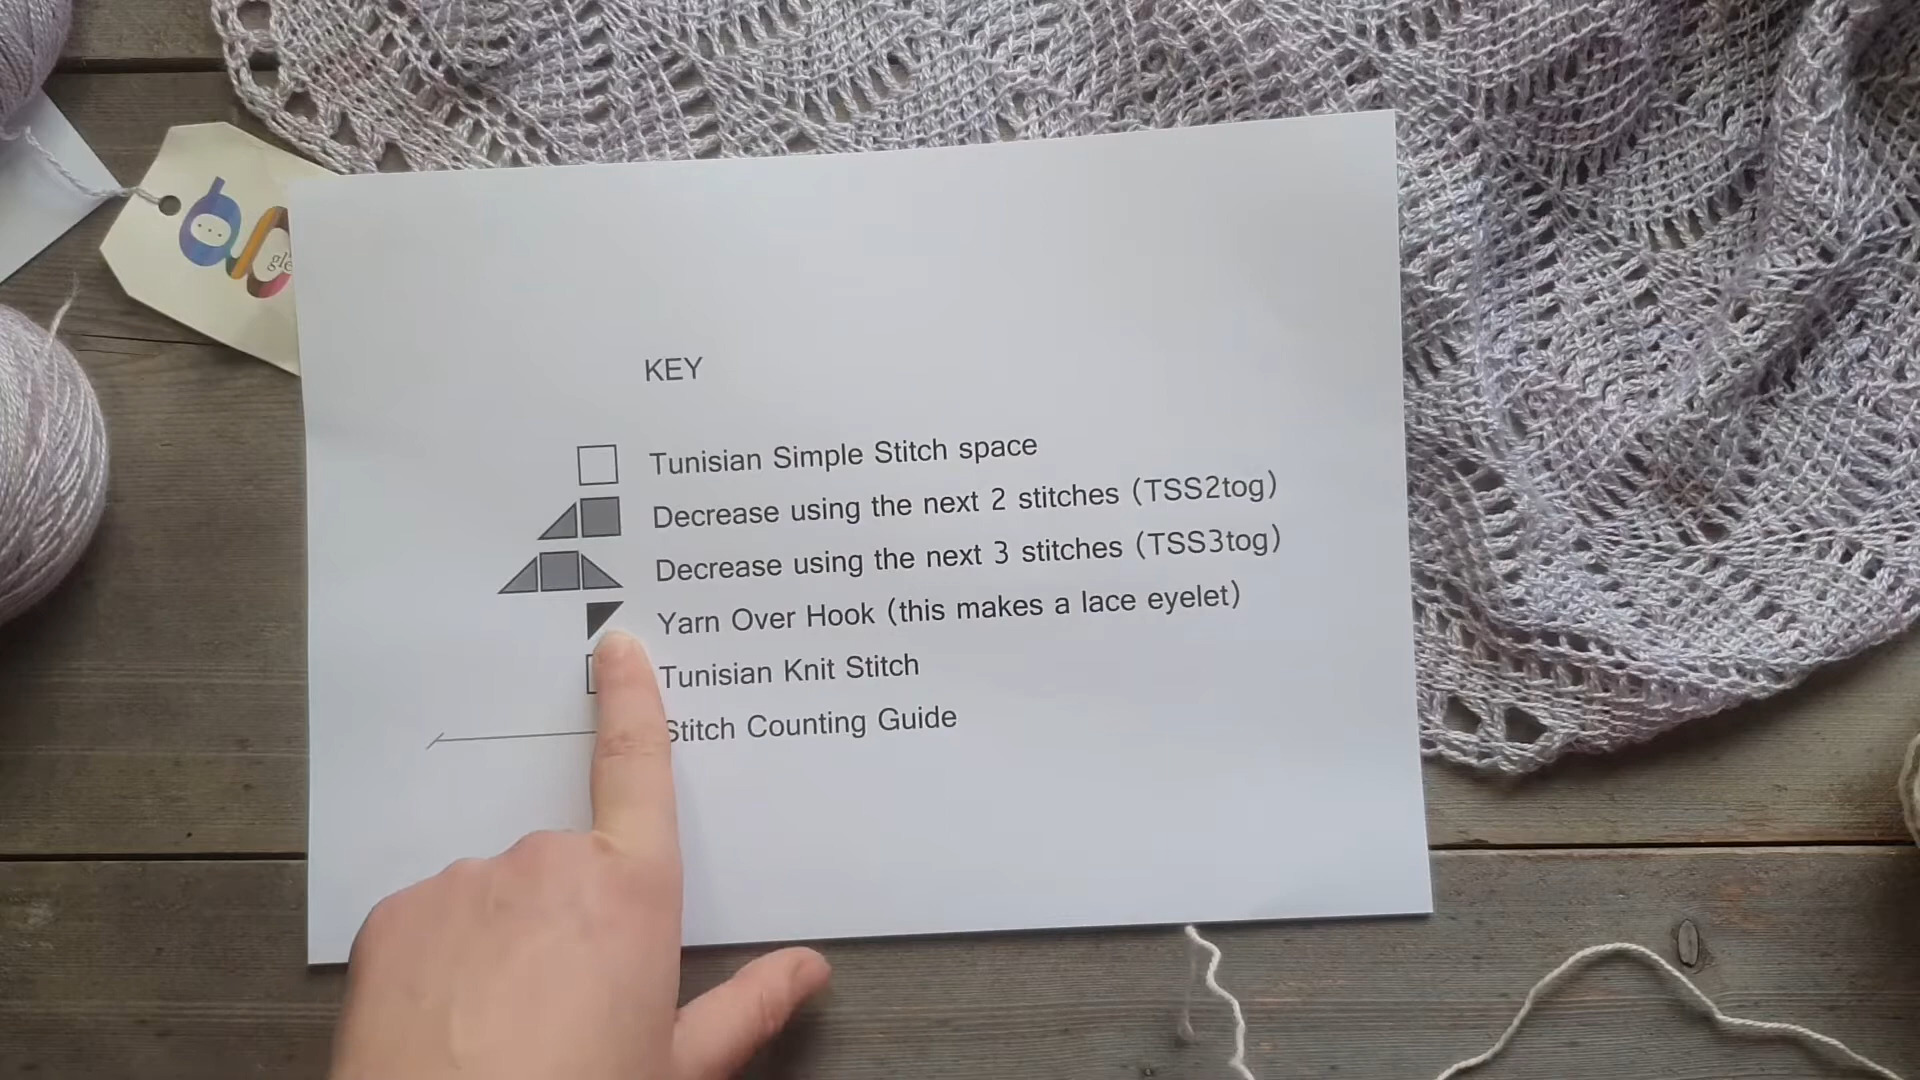 KEY
Tunisian Simple Stitch space
Decrease using the next 2 stitches (TSS2tog)
Decrease using the next 3 stitches (TSS3tog)
Yarn Over Hook (this makes a lace eyelet)
Tunisian Knit Stitch
Stitch Counting Guide